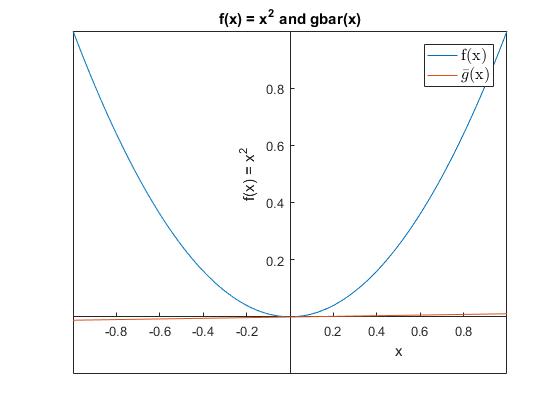 f(x) = x² and gbar(x)
f(x)
ḡ(x)
f(x) = x²
0.8
0.6
0.4
0.2
-0.8 -0.6 -0.4 -0.2 0.2 0.4 0.6 0.8
x